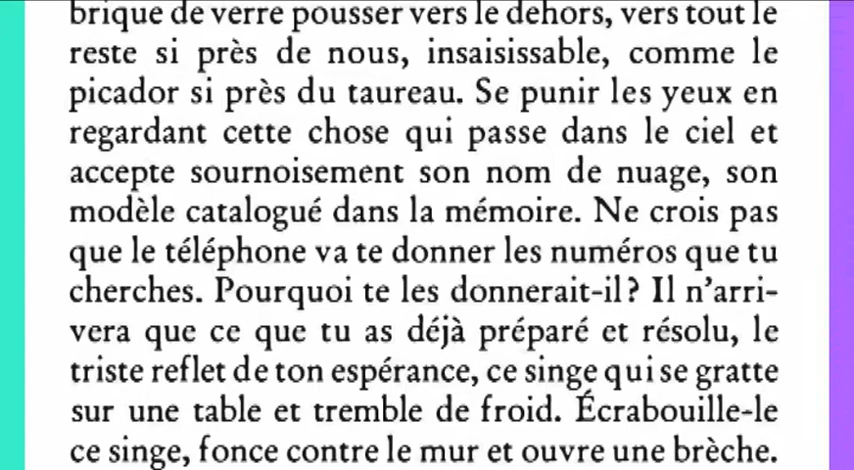 brique de verre pousser vers le dehors, vers tout le
reste si près de nous, insaisissable, comme le
picador si près du taureau. Se punir les yeux en
regardant cette chose qui passe dans le ciel et
accepte sournoisement son nom de nuage, son
modèle catalogué dans la mémoire. Ne crois pas
que le téléphone va te donner les numéros que tu
cherches. Pourquoi te les donnerait-il? Il n'arri-
vera que ce que tu as déjà préparé et résolu, le
triste reflet de ton espérance, ce singe qui se gratte
sur une table et tremble de froid. Écrabouille-le
ce singe, fonce contre le mur et ouvre une brèche.